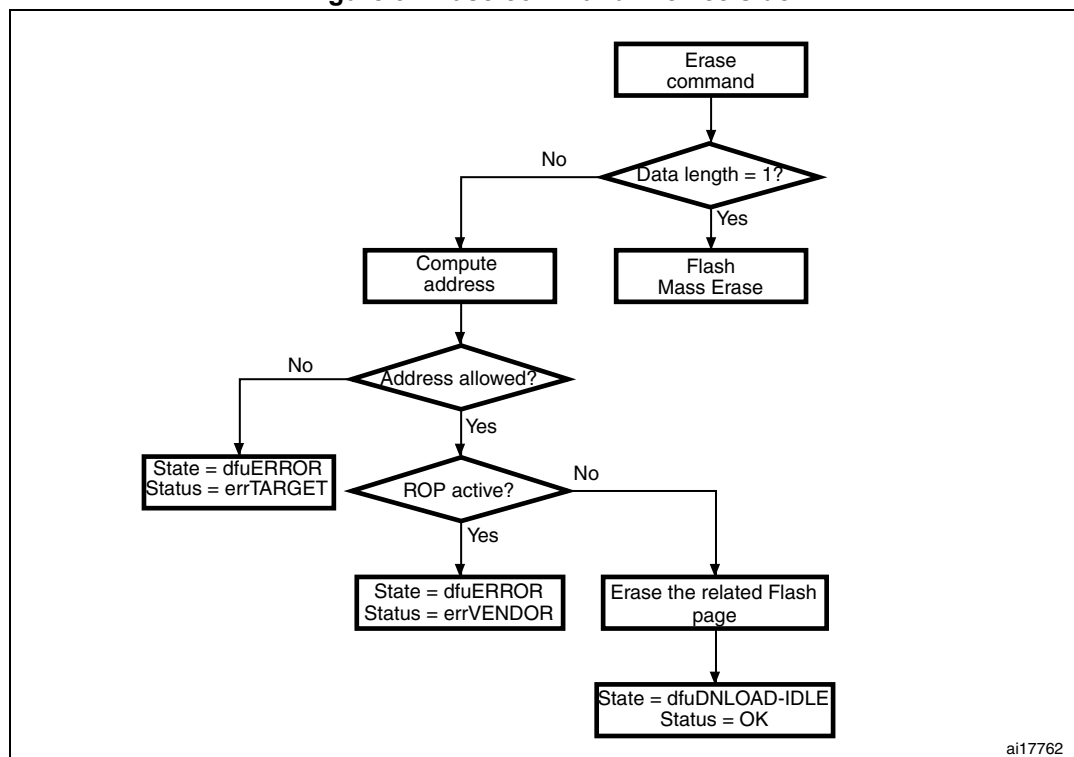 Erase
command
No
Data length = 1?
Yes
Compute
address
Flash
Mass Erase
No
Address allowed?
Yes
No
State = dfuERROR
Status = errTARGET
ROP active?
Yes
State = dfuERROR
Status = errVENDOR
Erase the related Flash
page
State = dfuDNLOAD-IDLE
Status = OK
ai17762